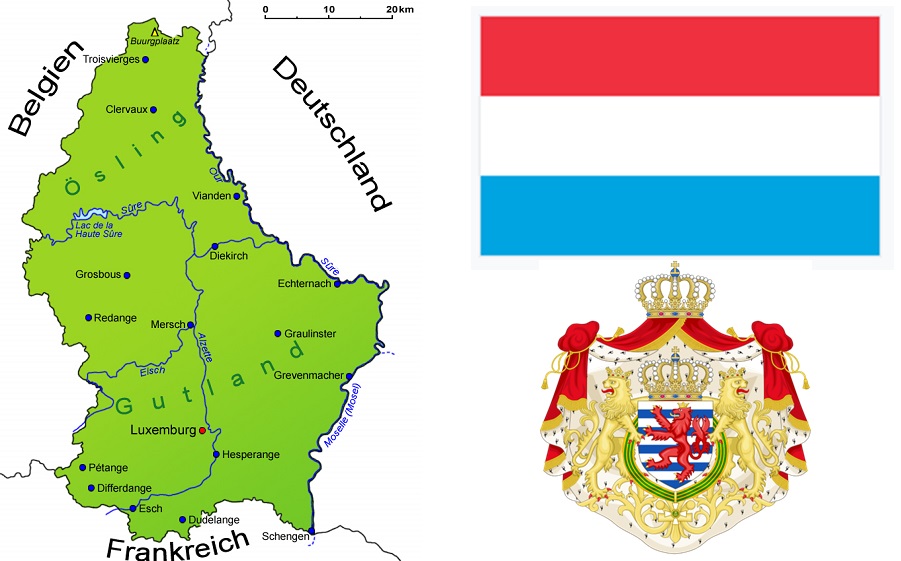 0 10 20 km
Buurgplaatz
Troisvierges
Belgien
Deutschland
Clervaux
Ösling
Our
Vianden
Sûre
Lac de la
Haute Sûre
Diekirch
Sûre
Grosbous
Echternach
Redange
Mersch
Graulinster
Alzette
Eisch
Gutland
Grevenmacher
Moselle (Mosel)
Luxemburg
Hesperange
Pétange
Differdange
Esch
Dudelange
Schengen
Frankreich